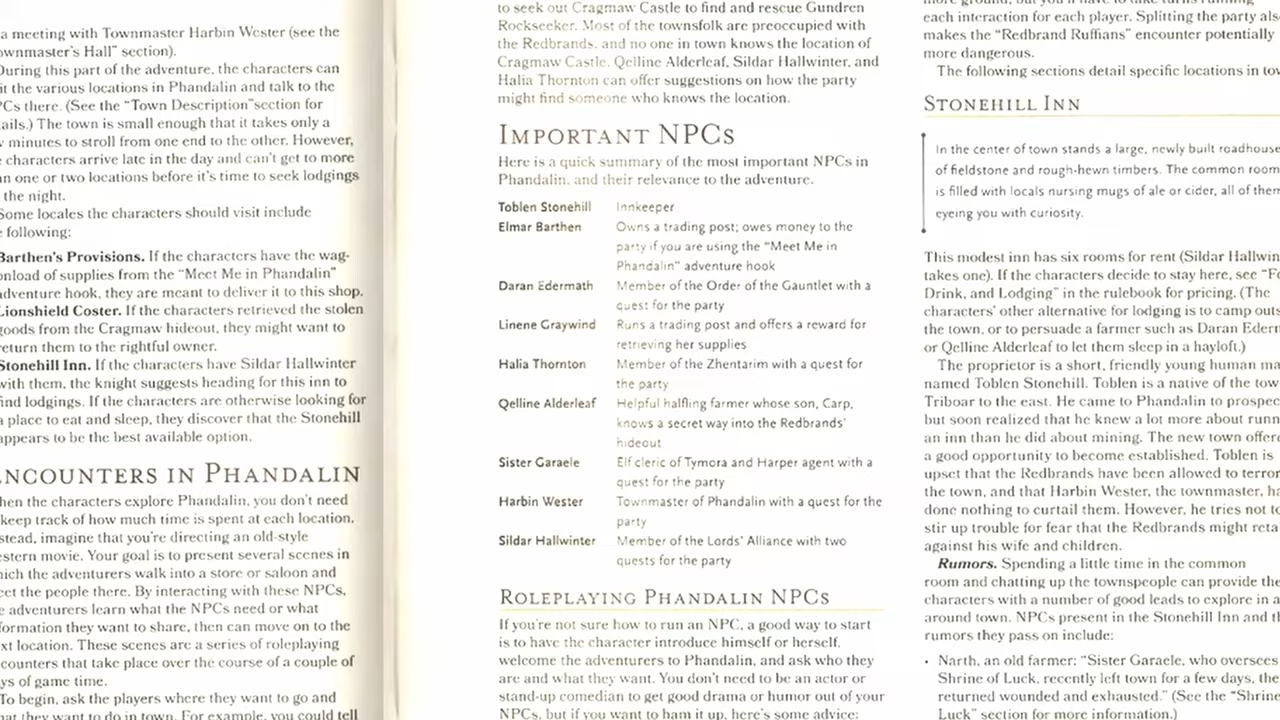 a meeting with Townmaster Harbin Wester (see the
ownmaster's Hall" section).
During this part of the adventure, the characters can
it the various locations in Phandalin and talk to the
PCs there. (See the "Town Description"section for
ails.) The town is small enough that it takes only a
minutes to stroll from one end to the other. However,
characters arrive late in the day and can't get to more
an one or two locations before it's time to seek lodgings
the night.
Some locales the characters should visit include
following:
Barthen's Provisions. If the characters have the wag-
onload of supplies from the "Meet Me in Phandalin"
adventure hook, they are meant to deliver it to this shop.
Lionshield Coster. If the characters retrieved the stolen
goods from the Cragmaw hideout, they might want to
return them to the rightful owner.
Stonehill Inn. If the characters have Sildar Hallwinter
with them, the knight suggests heading for this inn to
find lodgings. If the characters are otherwise looking for
a place to eat and sleep, they discover that the Stonehill
appears to be the best available option.
ENCOUNTERS IN PHANDALIN
hen the characters explore Phandalin, you don't need
keep track of how much time is spent at each location.
stead, imagine that you're directing an old-style
estern movie. Your goal is to present several scenes in
hich the adventurers walk into a store or saloon and
eet the people there. By interacting with these NPCs,
e adventurers learn what the NPCs need or what
formation they want to share, then can move on to the
xt location. These scenes are a series of roleplaying
counters that take place over the course of a couple of
ys of game time.
To begin, ask the players where they want to go and
at they want to do in town. For example, you could tell
to seek out Cragmaw Castle to find and rescue Gundren
Rockseeker. Most of the townsfolk are preoccupied with
the Redbrands, and no one in town knows the location of
Cragmaw Castle. Qelline Alderleaf, Sildar Hallwinter, and
Halia Thornton can offer suggestions on how the party
might find someone who knows the location.
IMPORTANT NPCS
Here is a quick summary of the most important NPCs in
Phandalin, and their relevance to the adventure.
Toblen Stonehill Innkeeper
Elmar Barthen Owns a trading post; owes money to the
party if you are using the "Meet Me in
Phandalin" adventure hook
Daran Edermath Member of the Order of the Gauntlet with a
quest for the party
Linene Graywind Runs a trading post and offers a reward for
retrieving her supplies
Halia Thornton Member of the Zhentarim with a quest for
the party
Qelline Alderleaf Helpful halfling farmer whose son, Carp,
knows a secret way into the Redbrands'
hideout
Sister Garaele Elf cleric of Tymora and Harper agent with a
quest for the party
Harbin Wester Townmaster of Phandalin with a quest for the
party
Sildar Hallwinter Member of the Lords' Alliance with two
quests for the party
ROLEPLAYING PHANDALIN NPCS
If you're not sure how to run an NPC, a good way to start
is to have the character introduce himself or herself,
welcome the adventurers to Phandalin, and ask who they
are and what they want. You don't need to be an actor or
stand-up comedian to get good drama or humor out of your
NPCs, but if you want to ham it up, here's some advice:
each interaction for each player. Splitting the party als
makes the "Redbrand Ruffians" encounter potentially
more dangerous.
The following sections detail specific locations in tow
STONEHILL INN
In the center of town stands a large, newly built roadhouse
of fieldstone and rough-hewn timbers. The common room
is filled with locals nursing mugs of ale or cider, all of them
eyeing you with curiosity.
This modest inn has six rooms for rent (Sildar Hallwin
takes one). If the characters decide to stay here, see "Fo
Drink, and Lodging" in the rulebook for pricing. (The
characters' other alternative for lodging is to camp outs
the town, or to persuade a farmer such as Daran Edern
or Qelline Alderleaf to let them sleep in a hayloft.)
The proprietor is a short, friendly young human ma
named Toblen Stonehill. Toblen is a native of the tow
Triboar to the east. He came to Phandalin to prospec
but soon realized that he knew a lot more about runn
an inn than he did about mining. The new town offere
a good opportunity to become established. Toblen is
upset that the Redbrands have been allowed to terror
the town, and that Harbin Wester, the townmaster, ha
done nothing to curtail them. However, he tries not to
stir up trouble for fear that the Redbrands might reta
against his wife and children.
Rumors. Spending a little time in the common
room and chatting up the townspeople can provide the
characters with a number of good leads to explore in a
around town. NPCs present in the Stonehill Inn and th
rumors they pass on include:
• Narth, an old farmer: "Sister Garaele, who oversees
Shrine of Luck, recently left town for a few days, the
returned wounded and exhausted." (See the "Shrine
Luck" section for more information.)